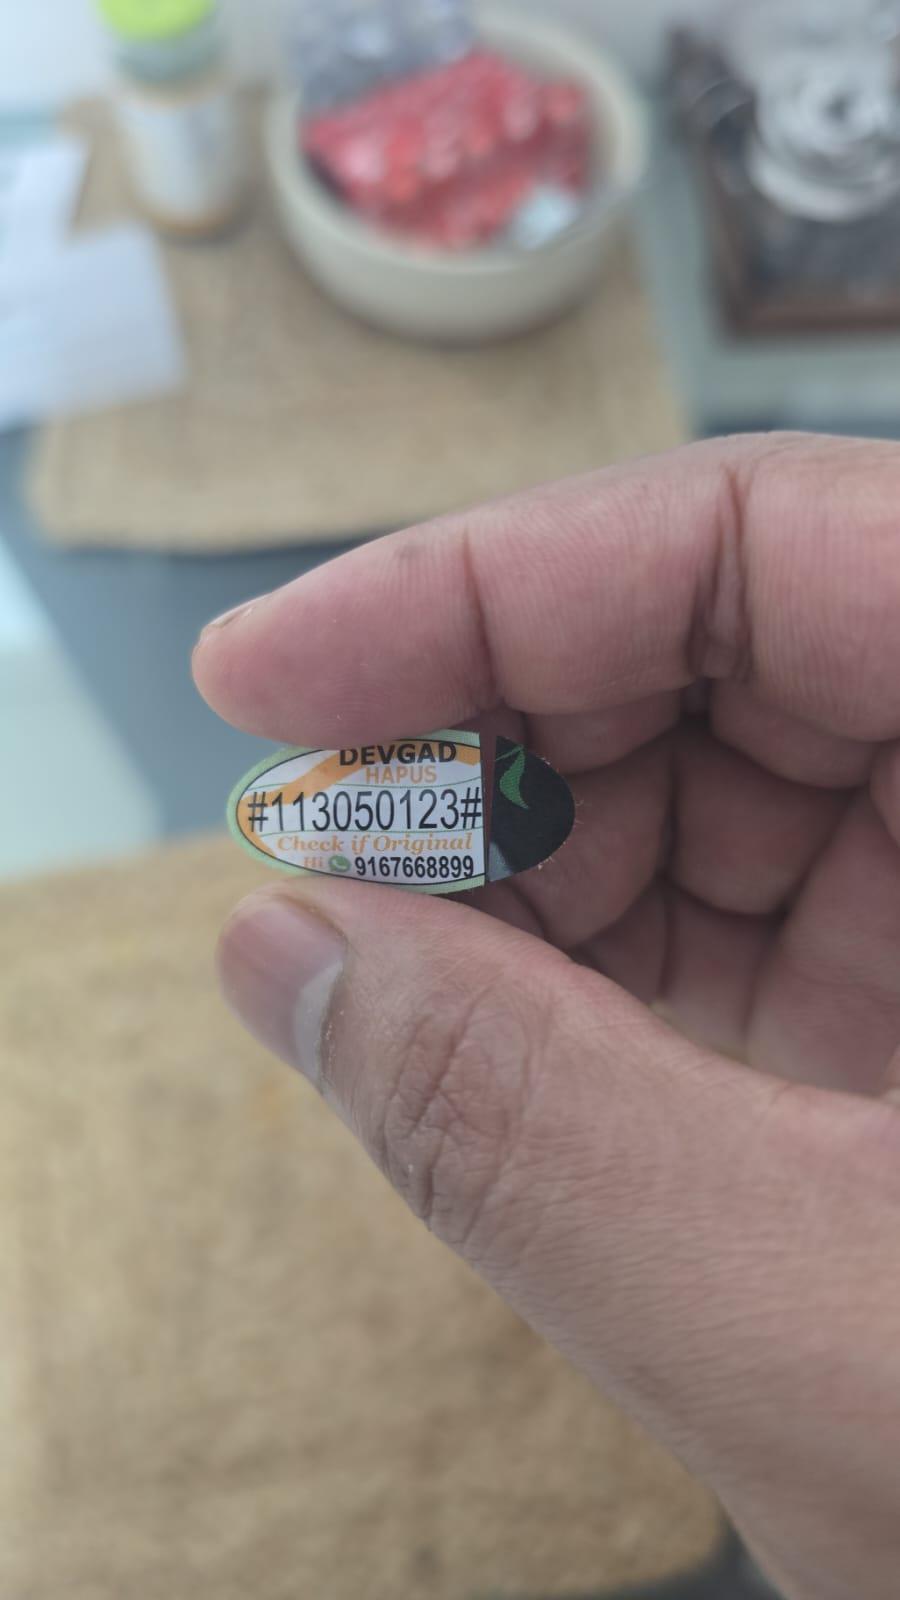 DEVGAD
HAPUS
#113050123#
Check if Original
Hi 9167668899